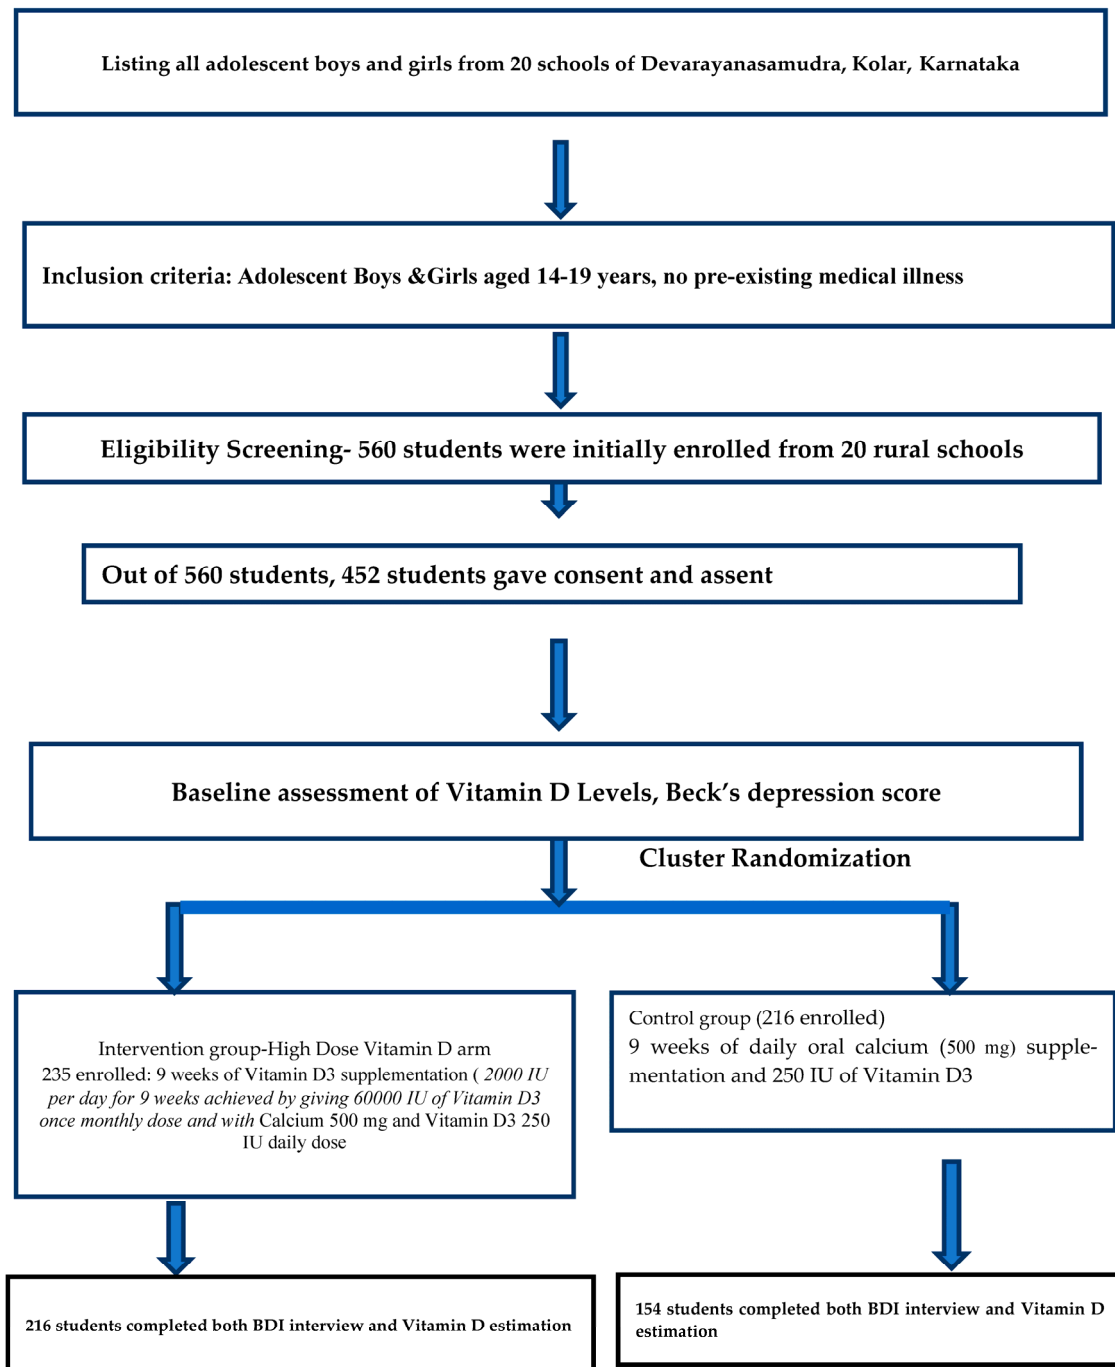 Listing all adolescent boys and girls from 20 schools of Devarayanasamudra, Kolar, Karnataka
Inclusion criteria: Adolescent Boys &Girls aged 14-19 years, no pre-existing medical illness
Eligibility Screening- 560 students were initially enrolled from 20 rural schools
Out of 560 students, 452 students gave consent and assent
Baseline assessment of Vitamin D Levels, Beck’s depression score
Cluster Randomization
Intervention group-High Dose Vitamin D arm
235 enrolled: 9 weeks of Vitamin D3 supplementation ( 2000 IU
per day for 9 weeks achieved by giving 60000 IU of Vitamin D3
once monthly dose and with Calcium 500 mg and Vitamin D3 250
IU daily dose
Control group (216 enrolled)
9 weeks of daily oral calcium (500 mg) supple-
mentation and 250 IU of Vitamin D3
216 students completed both BDI interview and Vitamin D estimation
154 students completed both BDI interview and Vitamin D
estimation